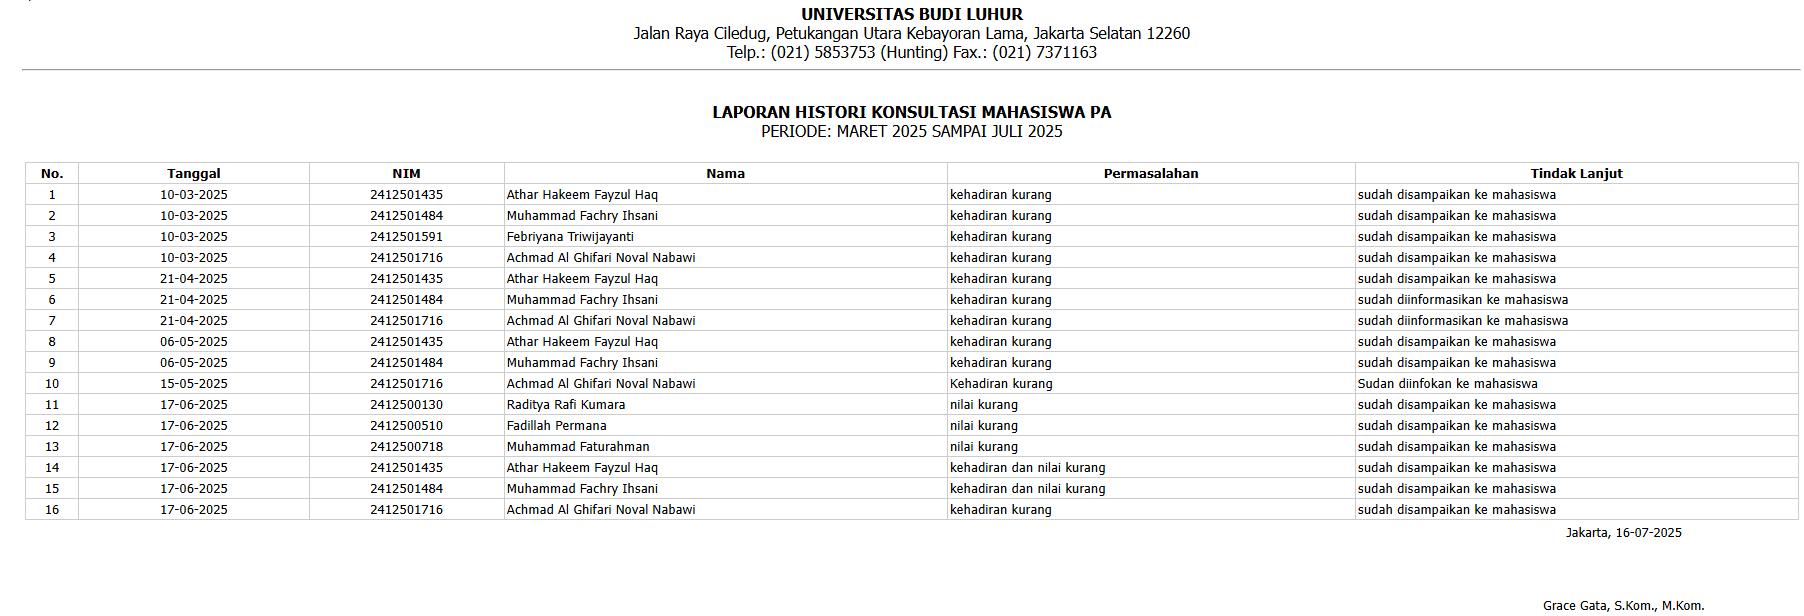 UNIVERSITAS BUDI LUHUR
Jalan Raya Ciledug, Petukangan Utara Kebayoran Lama, Jakarta Selatan 12260
Telp.: (021) 5853753 (Hunting) Fax.: (021) 7371163
LAPORAN HISTORI KONSULTASI MAHASISWA PA
PERIODE: MARET 2025 SAMPAI JULI 2025
No. Tanggal NIM Nama Permasalahan Tindak Lanjut
1 10-03-2025 2412501435 Athar Hakeem Fayzul Haq kehadiran kurang sudah disampaikan ke mahasiswa
2 10-03-2025 2412501484 Muhammad Fachry Ihsani kehadiran kurang sudah disampaikan ke mahasiswa
3 10-03-2025 2412501591 Febriyana Triwijayanti kehadiran kurang sudah disampaikan ke mahasiswa
4 10-03-2025 2412501716 Achmad Al Ghifari Noval Nabawi kehadiran kurang sudah disampaikan ke mahasiswa
5 21-04-2025 2412501435 Athar Hakeem Fayzul Haq kehadiran kurang sudah disampaikan ke mahasiswa
6 21-04-2025 2412501484 Muhammad Fachry Ihsani kehadiran kurang sudah diinformasikan ke mahasiswa
7 21-04-2025 2412501716 Achmad Al Ghifari Noval Nabawi kehadiran kurang sudah diinformasikan ke mahasiswa
8 06-05-2025 2412501435 Athar Hakeem Fayzul Haq kehadiran kurang sudah disampaikan ke mahasiswa
9 06-05-2025 2412501484 Muhammad Fachry Ihsani kehadiran kurang sudah disampaikan ke mahasiswa
10 15-05-2025 2412501716 Achmad Al Ghifari Noval Nabawi Kehadiran kurang Sudan diinfokan ke mahasiswa
11 17-06-2025 2412500130 Raditya Rafi Kumara nilai kurang sudah disampaikan ke mahasiswa
12 17-06-2025 2412500510 Fadillah Permana nilai kurang sudah disampaikan ke mahasiswa
13 17-06-2025 2412500718 Muhammad Faturahman nilai kurang sudah disampaikan ke mahasiswa
14 17-06-2025 2412501435 Athar Hakeem Fayzul Haq kehadiran dan nilai kurang sudah disampaikan ke mahasiswa
15 17-06-2025 2412501484 Muhammad Fachry Ihsani kehadiran dan nilai kurang sudah disampaikan ke mahasiswa
16 17-06-2025 2412501716 Achmad Al Ghifari Noval Nabawi kehadiran kurang sudah disampaikan ke mahasiswa
Jakarta, 16-07-2025
Grace Gata, S.Kom., M.Kom.